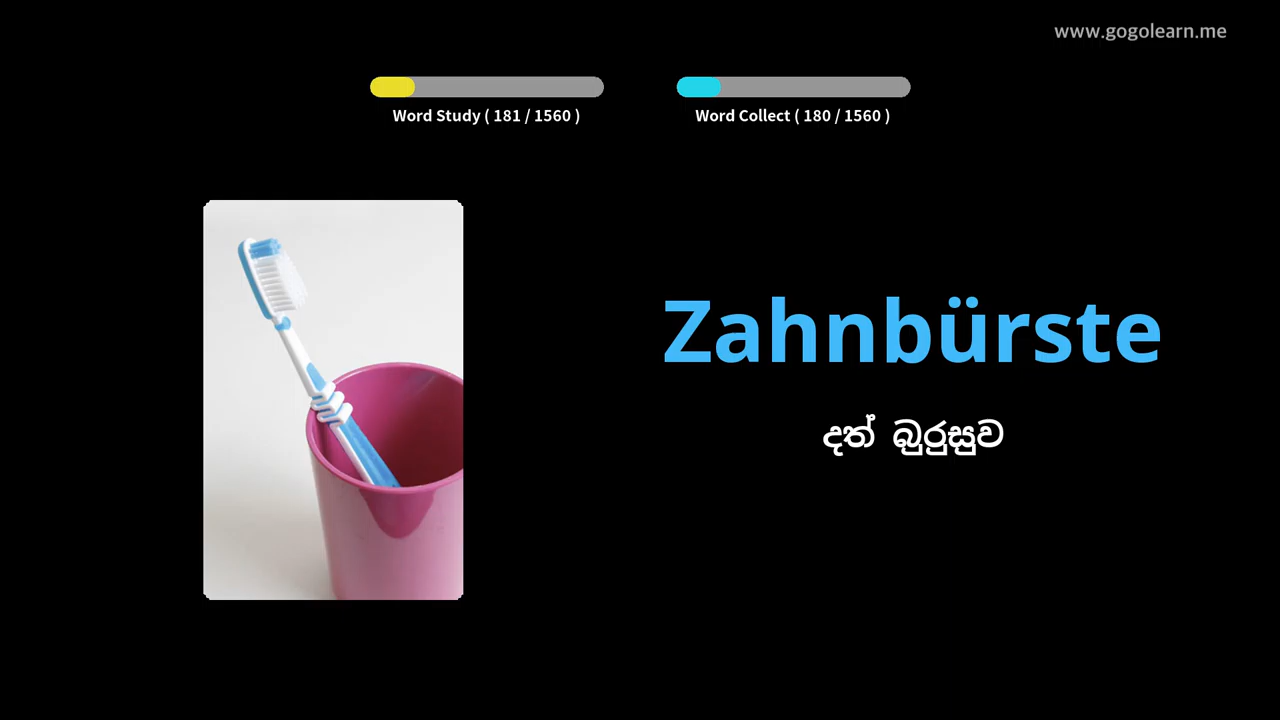 www.gogolearn.me
Word Study ( 181 / 1560 )
Word Collect ( 180 / 1560 )
Zahnbürste
දත් බුරුසුව